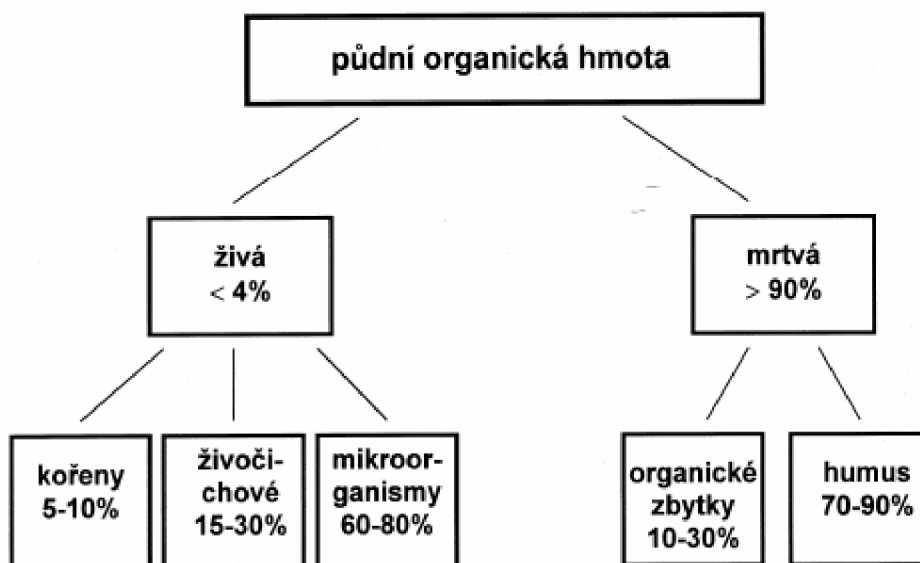 půdní organická hmota
živá
< 4%
mrtvá
> 90%
kořeny
5-10%
živoči-
chové
15-30%
mikroor-
ganismy
60-80%
organické
zbytky
10-30%
humus
70-90%